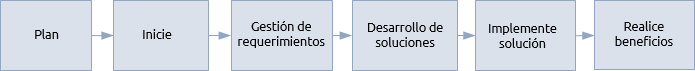 Plan
Inicie
Gestión de
requerimientos
Desarrollo de
soluciones
Implemente
solución
Realice
beneficios